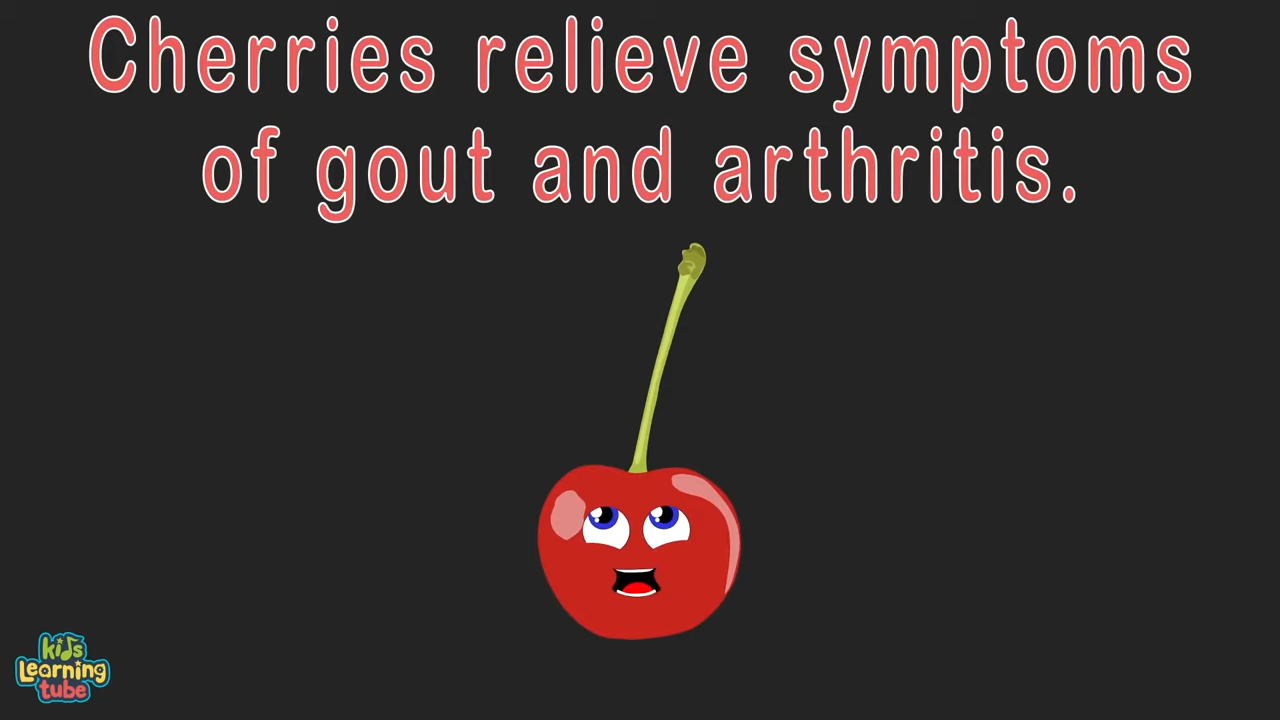 Cherries relieve symptoms
of gout and arthritis.
kids
Learning
tube